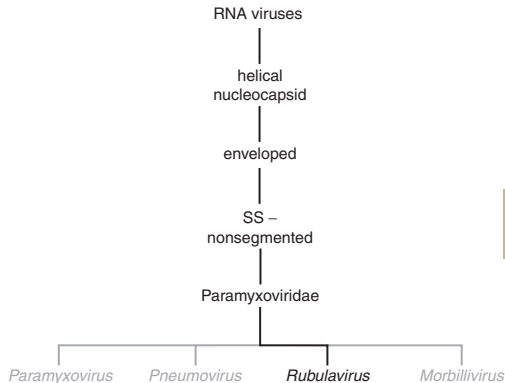 RNA viruses
helical
nucleocapsid
enveloped
SS –
nonsegmented
Paramyxoviridae
Paramyxovirus Pneumovirus Rubulavirus Morbillivirus